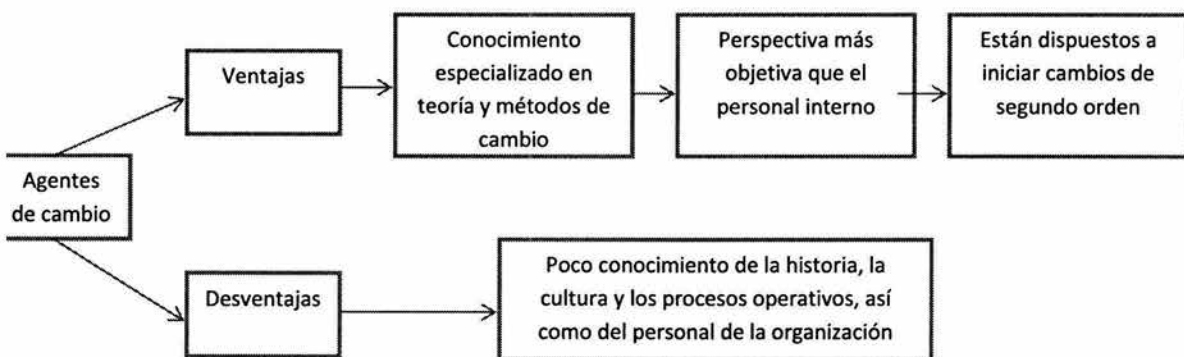 Agentes
de cambio
Ventajas
Conocimiento
especializado en
teoría y métodos de
cambio
Perspectiva más
objetiva que el
personal interno
Están dispuestos a
iniciar cambios de
segundo orden
Desventajas
Poco conocimiento de la historia, la
cultura y los procesos operativos, así
como del personal de la organización